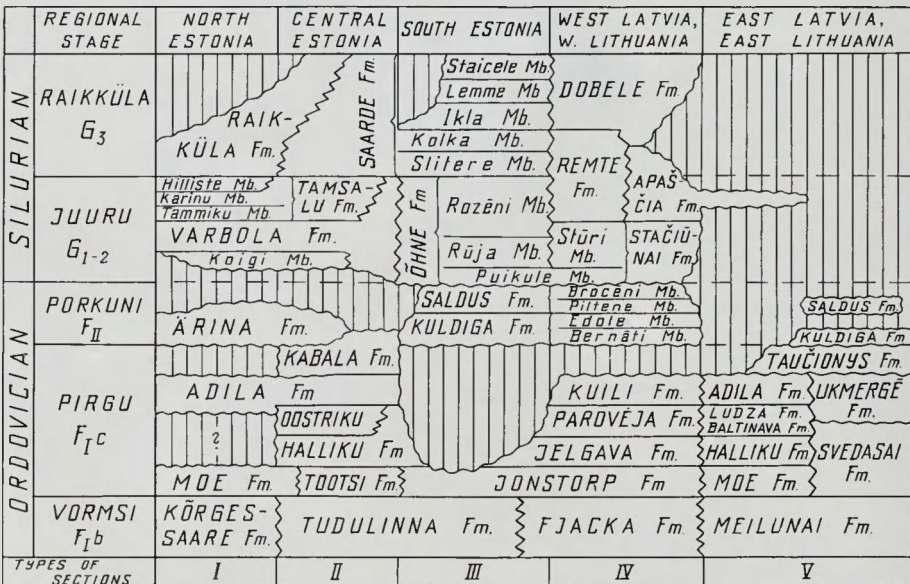 REGIONAL STAGE
NORTH ESTONIA
CENTRAL ESTONIA
SOUTH ESTONIA
WEST LATVIA, W. LITHUANIA
EAST LATVIA, EAST LITHUANIA
SILURIAN
RAIKKÜLA G3
RAIK-
KÜLA Fm.
SAARDE Fm.
Staicele Mb.
Lemme Mb
Ikla Mb
Kolka Mb.
Slitere Mb.
DOBELE Fm.
REMTE Fm.
APAŠ-
ČIA Fm.
JUURU G1-2
Hilliste Mb.
Karinu Mb.
Tammiku Mb.
TAMSA-
LU Fm.
VARBOLA Fm.
Koigi Mb.
ÕHNE Fm
Rozēni Mb
Rūja Mb.
Puikule Mb.
Stūri Mb
STAČIŪ-
NAI Fm.
ORDOVICIAN
PORKUNI FII
ÄRINA Fm.
SALDUS Fm.
KULDIGA Fm.
Brocēni Mb.
Piltene Mb.
Edole Mb.
Bernāti Mb.
SALDUS Fm.
KULDIGA Fm
PIRGU FIc
KABALA Fm.
TAUČIONYS Fm.
ADILA Fm
KUILI Fm.
ADILA Fm.
UKMERGĒ Fm.
?
OOSTRIKU
PAROVĖJA Fm.
LUDZA Fm.
BALTINAVA Fm.
HALLIKU Fm
JELGAVA Fm.
HALLIKU Fm
SVEDASAI Fm.
MOE Fm.
TOOTSI Fm.
JONSTORP Fm
MOE Fm.
VORMSI FIb
KÕRGES-
SAARE Fm.
TUDULINNA Fm.
FJACKA Fm.
MEILUNAI Fm.
TYPES OF SECTIONS
I
II
III
IV
V